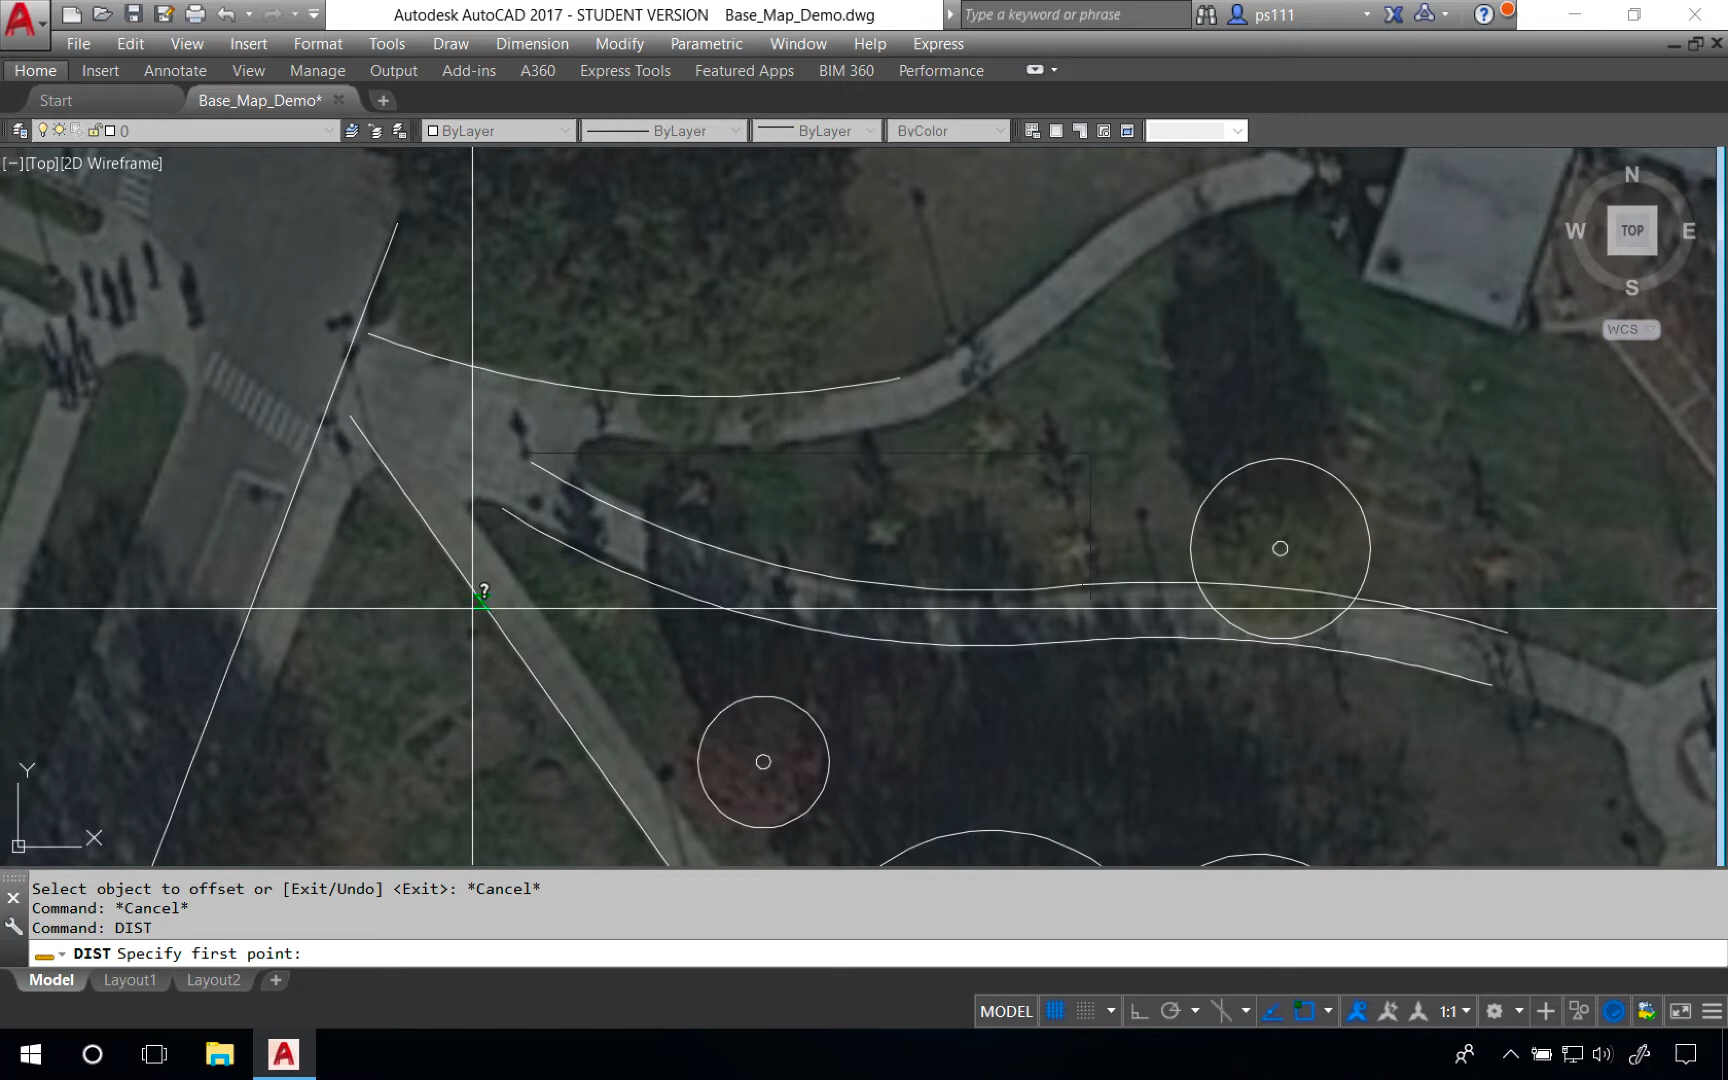 Autodesk AutoCAD 2017 - STUDENT VERSION    Base_Map_Demo.dwg
Type a keyword or phrase
ps111
File Edit View Insert Format Tools Draw Dimension Modify Parametric Window Help Express
Home Insert Annotate View Manage Output Add-ins A360 Express Tools Featured Apps BIM 360 Performance
Start Base_Map_Demo*
0 ByLayer ByLayer ByLayer ByColor
[−][Top][2D Wireframe]
N
W TOP E
S
WCS
Y
X
Select object to offset or [Exit/Undo] <Exit>: *Cancel*
Command: *Cancel*
Command: DIST
DIST Specify first point:
Model Layout1 Layout2
MODEL 1:1